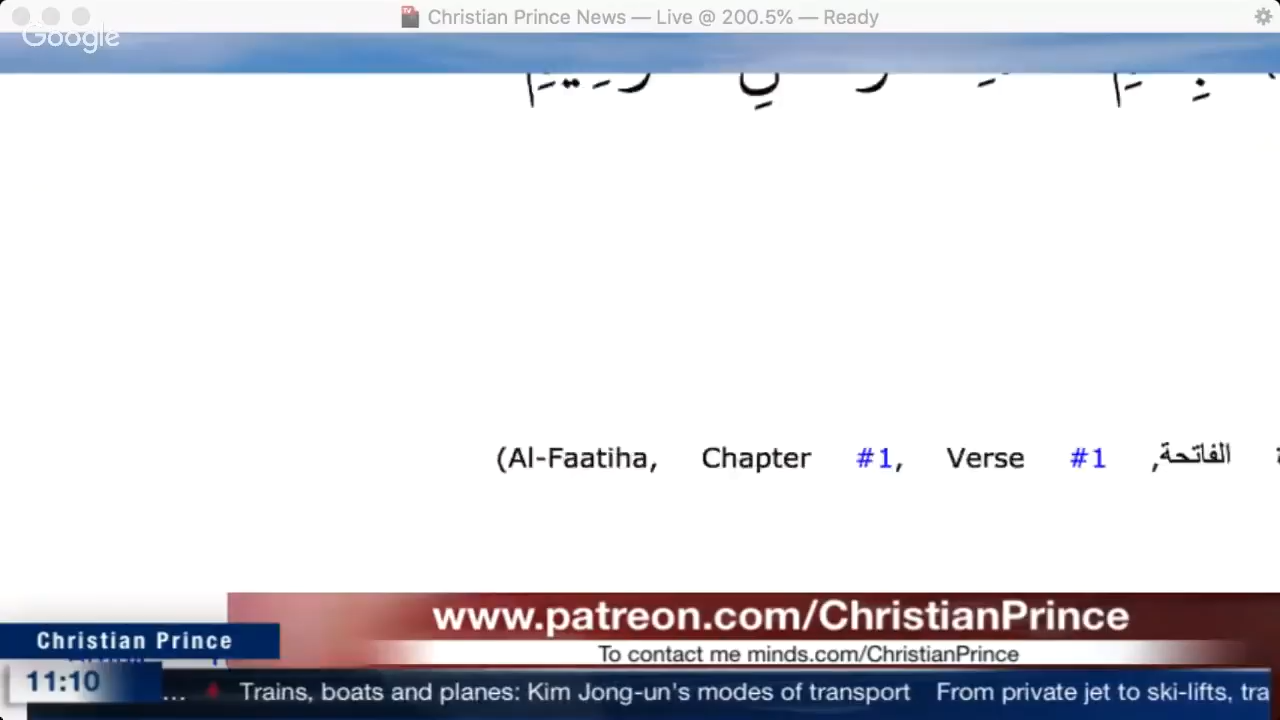 Christian Prince News — Live @ 200.5% — Ready
Google
(Al-Faatiha, Chapter #1, Verse #1 الفاتحة,
www.patreon.com/ChristianPrince
Christian Prince
To contact me minds.com/ChristianPrince
11:10
... Trains, boats and planes: Kim Jong-un's modes of transport From private jet to ski-lifts, tra